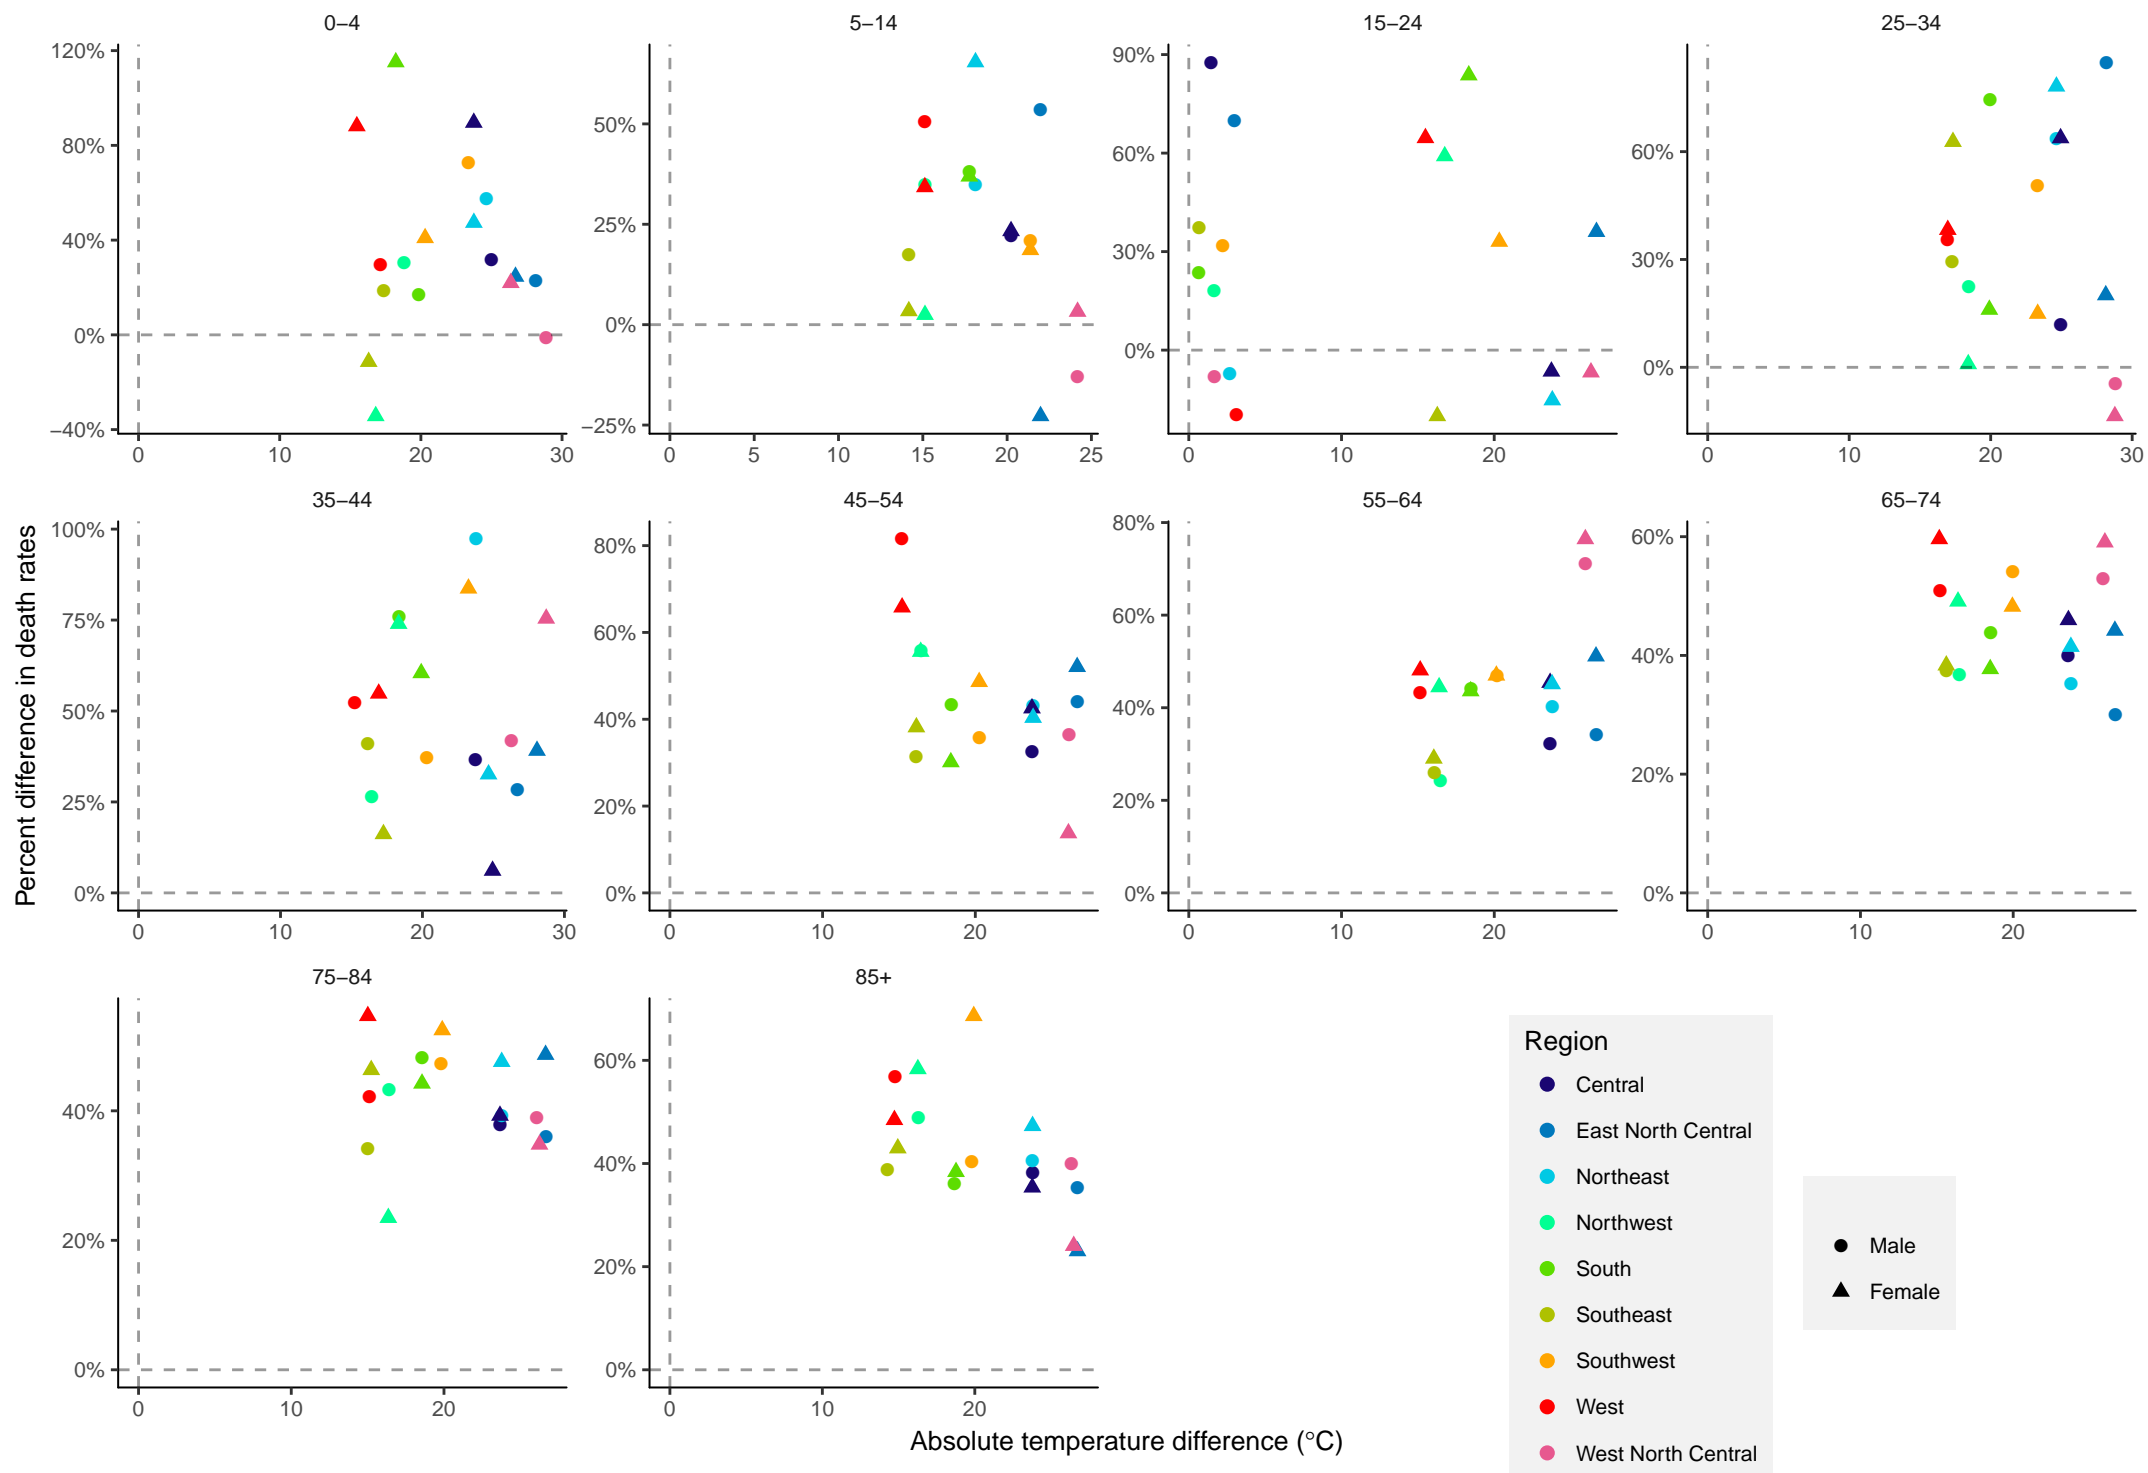 0–4 5–14 15–24 25–34
120% 80% 40% 0% −40%
50% 25% 0% −25%
90% 60% 30% 0%
60% 30% 0%
0 10 20 30
0 5 10 15 20 25
0 10 20
0 10 20 30
35–44 45–54 55–64 65–74
100% 75% 50% 25% 0%
80% 60% 40% 20% 0%
80% 60% 40% 20% 0%
60% 40% 20% 0%
0 10 20 30
0 10 20
0 10 20
0 10 20
75–84 85+
40% 20% 0%
60% 40% 20% 0%
0 10 20
0 10 20
Percent difference in death rates
Absolute temperature difference (°C)
Region
Central
East North Central
Northeast
Northwest
South
Southeast
Southwest
West
West North Central
Male
Female